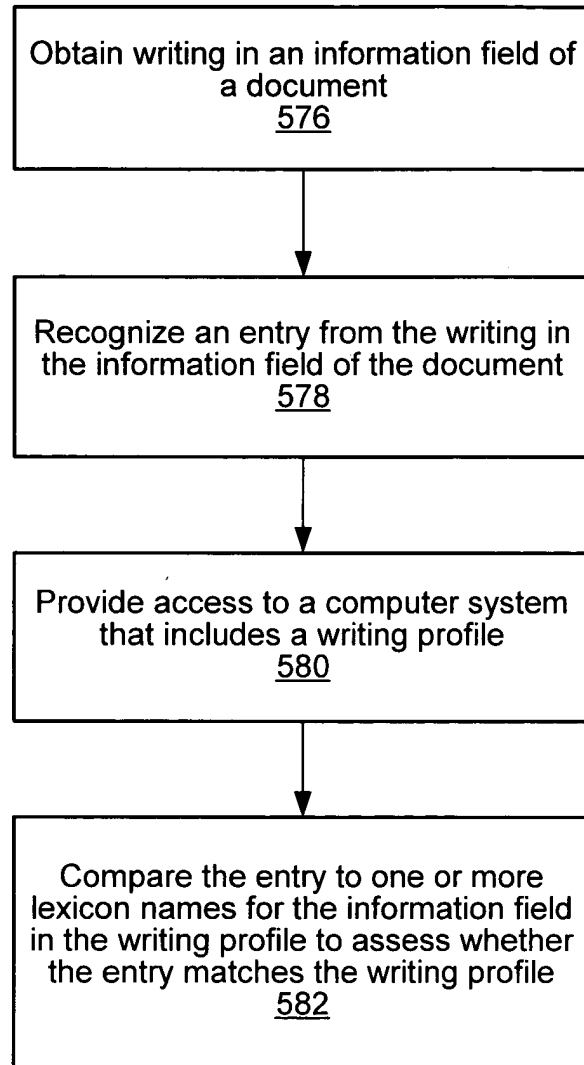 Obtain writing in an information field of
a document
576
Recognize an entry from the writing in
the information field of the document
578
Provide access to a computer system
that includes a writing profile
580
Compare the entry to one or more
lexicon names for the information field
in the writing profile to assess whether
the entry matches the writing profile
582